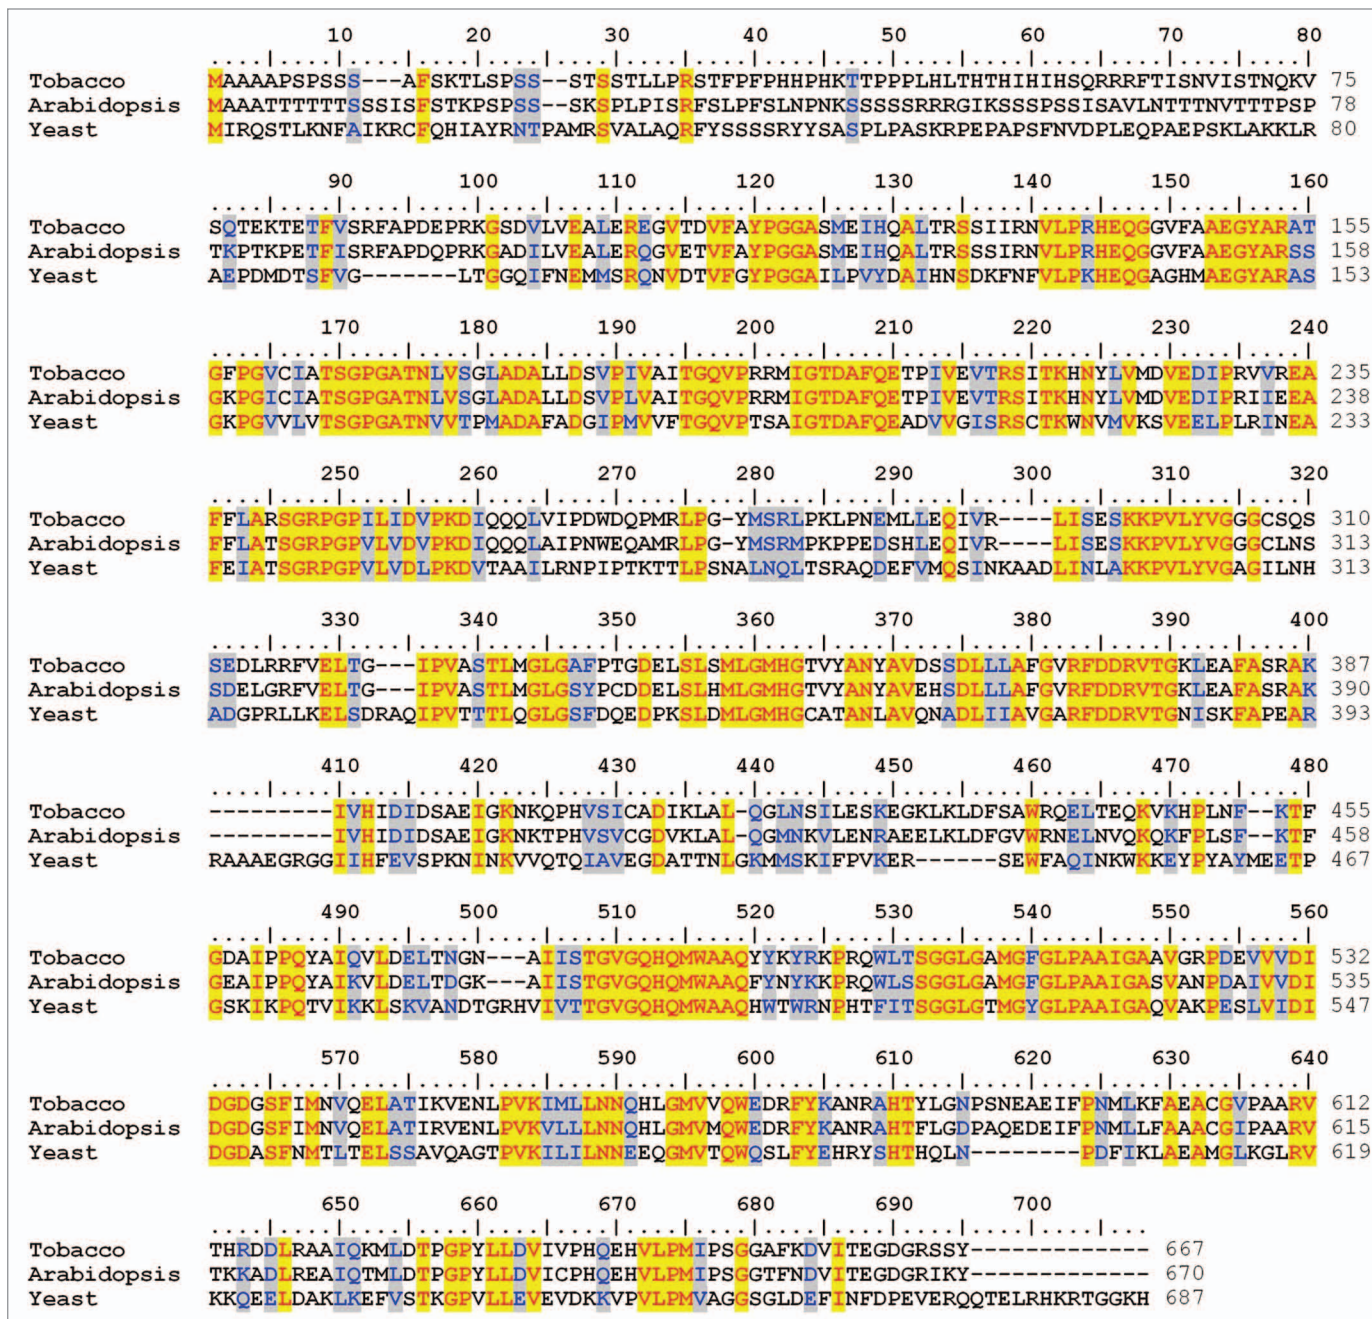 10 20 30 40 50 60 70 80
Tobacco MAAAAPSPSSS---AFSKTLSPSS--STSSTLLPRSTFPFPHHPHKTTPPPLHLTHTHIHIHSQRRRFTISNVISTNQKV 75
Arabidopsis MAAATTTTTTSSSISFSTKPSPSS--SKSPLPISRFSLPFSLNPNKSSSSSRRRGIKSSSPSSISAVLNTTTNVTTTPSP 78
Yeast MIRQSTLKNFAIKRCFQHIAYRNTPAMRSVALAQRFYSSSSRYYSASPLPASKRPEPAPSFNVDPLEQPAEPSKLAKKLR 80
90 100 110 120 130 140 150 160
Tobacco SQTEKTETFVSRFAPDEPRKGSDVLVEALEREGVTDVFAYPGGASMEIHQALTRSSIIRNVLPRHEQGGVFAAEGYARAT 155
Arabidopsis TKPTKPETFISRFAPDQPRKGADILVEALERQGVETVFAYPGGASMEIHQALTRSSSIRNVLPRHEQGGVFAAEGYARSS 158
Yeast AEPDMDTSFVG-------LTGGQIFNEMMSRQNVDTVFGYPGGAILPVYDAIHNSDKFNFVLPKHEQGAGHMAEGYARAS 153
170 180 190 200 210 220 230 240
Tobacco GFPGVCIATSGPGATNLVSGLADALLDSVPIVAITGQVPRRMIGTDAFQETPIVEVTRSITKHNYLVMDVEDIPRVVREA 235
Arabidopsis GKPGICIATSGPGATNLVSGLADALLDSVPLVAITGQVPRRMIGTDAFQETPIVEVTRSITKHNYLVMDVEDIPRIIEEA 238
Yeast GKPGVVLVTSGPGATNVVTPMADAFADGIPMVVFTGQVPTSAIGTDAFQEADVVGISRSCTKWNVMVKSVEELPLRINEA 233
250 260 270 280 290 300 310 320
Tobacco FFLARSGRPGPILIDVPKDIQQQLVIPDWDQPMRLPG-YMSRLPKLPNEMLLEQIVR----LISESKKPVLYVGGGCSQS 310
Arabidopsis FFLATSGRPGPVLVDVPKDIQQQLAIPNWEQAMRLPG-YMSRMPKPPEDSHLEQIVR----LISESKKPVLYVGGGCLNS 313
Yeast FEIATSGRPGPVLVDLPKDVTAAILRNPIPTKTTLPSNALNQLTSRAQDEFVMQSINKAADLINLAKKPVLYVGAGILNH 313
330 340 350 360 370 380 390 400
Tobacco SEDLRRFVELTG---IPVASTLMGLGAFPTGDELSLSMLGMHGTVYANYAVDSSDLLLAFGVRFDDRVTGKLEAFASRAK 387
Arabidopsis SDELGRFVELTG---IPVASTLMGLGSYPCDDELSLHMLGMHGTVYANYAVEHSDLLLAFGVRFDDRVTGKLEAFASRAK 390
Yeast ADGPRLLKELSDRAQIPVTTTLQGLGSFDQEDPKSLDMLGMHGCATANLAVQNADLIIAVGARFDDRVTGNISKFAPEAR 393
410 420 430 440 450 460 470 480
Tobacco ---------IVHIDIDSAEIGKNKQPHVSICADIKLAL-QGLNSILESKEGKLKLDFSAWRQELTEQKVKHPLNF--KTF 455
Arabidopsis ---------IVHIDIDSAEIGKNKTPHVSVCGDVKLAL-QGMNKVLENRAEELKLDFGVWRNELNVQKQKFPLSF--KTF 458
Yeast RAAAEGRGGIIHFEVSPKNINKVVQTQIAVEGDATTNLGKMMSKIFPVKER------SEWFAQINKWKKEYPYAYMEETP 467
490 500 510 520 530 540 550 560
Tobacco GDAIPPQYAIQVLDELTNGN---AIISTGVGQHQMWAAQYYKYRKPRQWLTSGGLGAMGFGLPAAIGAAVGRPDEVVVDI 532
Arabidopsis GEAIPPQYAIKVLDELTDGK---AIISTGVGQHQMWAAQFYNYKKPRQWLSSGGLGAMGFGLPAAIGASVANPDAIVVDI 535
Yeast GSKIKPQTVIKKLSKVANDTGRHVIVTTGVGQHQMWAAQHWTWRNPHTFITSGGLGTMGYGLPAAIGAQVAKPESLVIDI 547
570 580 590 600 610 620 630 640
Tobacco DGDGSFIMNVQELATIKVENLPVKIMLLNNQHLGMVVQWEDRFYKANRAHTYLGNPSNEAEIFPNMLKFAEACGVPAARV 612
Arabidopsis DGDGSFIMNVQELATIRVENLPVKVLLLNNQHLGMVMQWEDRFYKANRAHTFLGDPAQEDEIFPNMLLFAAACGIPAARV 615
Yeast DGDASFNMTLTELSSAVQAGTPVKILILNNEEQGMVTQWQSLFYEHRYSHTHQLN--------PDFIKLAEAMGLKGLRV 619
650 660 670 680 690 700
Tobacco THRDDLRAAIQKMLDTPGPYLLDVIVPHQEHVLPMIPSGGAFKDVITEGDGRSSY------------- 667
Arabidopsis TKKADLREAIQTMLDTPGPYLLDVICPHQEHVLPMIPSGGTFNDVITEGDGRIKY------------- 670
Yeast KKQEELDAKLKEFVSTKGPVLLEVEVDKKVPVLPMVAGGSGLDEFINFDPEVERQQTELRHKRTGGKH 687